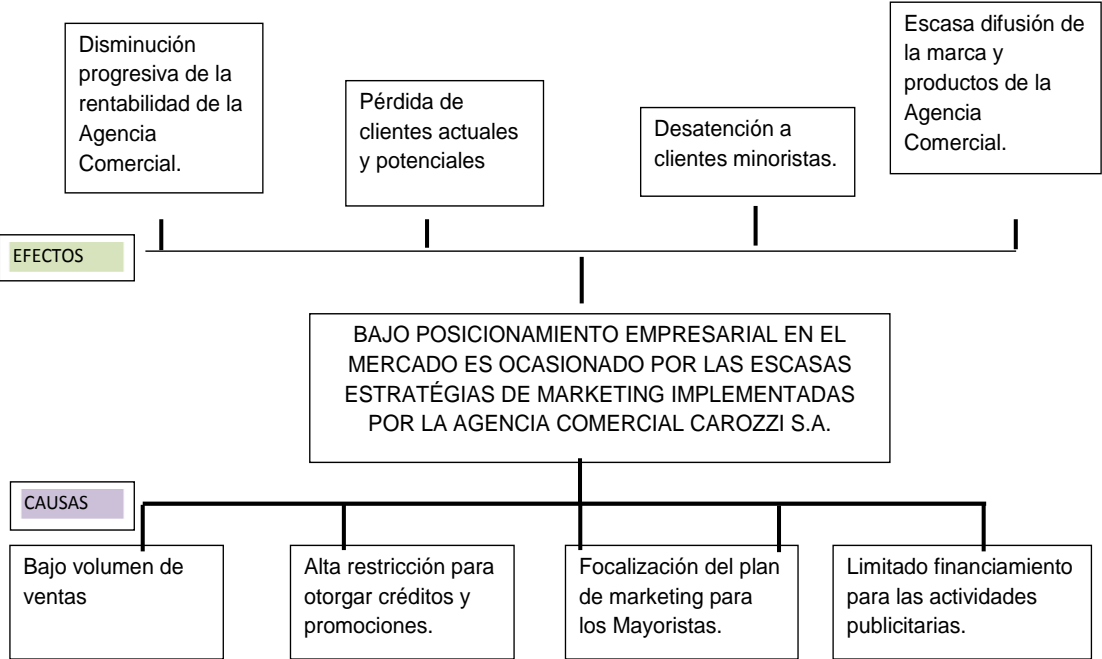 Disminución
progresiva de la
rentabilidad de la
Agencia
Comercial.
Pérdida de
clientes actuales
y potenciales
Desatención a
clientes minoristas.
Escasa difusión de
la marca y
productos de la
Agencia
Comercial.
EFECTOS
BAJO POSICIONAMIENTO EMPRESARIAL EN EL
MERCADO ES OCASIONADO POR LAS ESCASAS
ESTRATÉGIAS DE MARKETING IMPLEMENTADAS
POR LA AGENCIA COMERCIAL CAROZZI S.A.
CAUSAS
Bajo volumen de
ventas
Alta restricción para
otorgar créditos y
promociones.
Focalización del plan
de marketing para
los Mayoristas.
Limitado financiamiento
para las actividades
publicitarias.